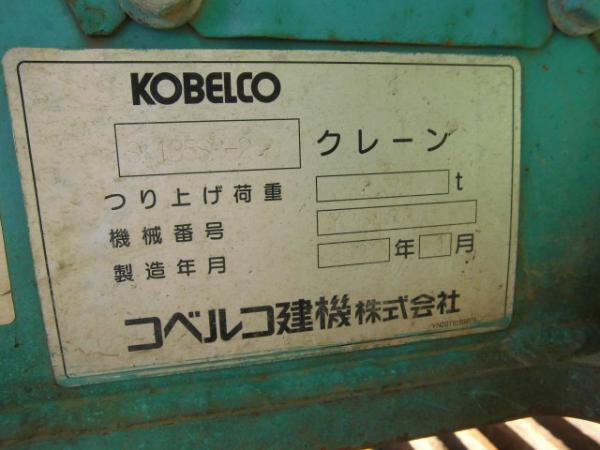 KOBELCO
クレーン
つり上げ荷重 t
機械番号
製造年月 年 月
コベルコ建機株式会社